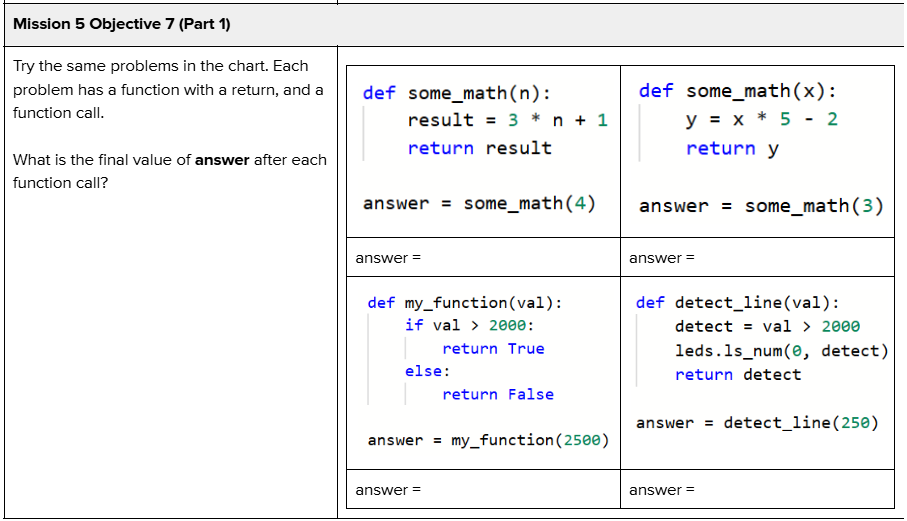 Mission 5 Objective 7 (Part 1)
Try the same problems in the chart. Each
problem has a function with a return, and a
function call.
What is the final value of answer after each
function call?
def some_math(n):
    result = 3 * n + 1
    return result
answer = some_math(4)
def some_math(x):
    y = x * 5 - 2
    return y
answer = some_math(3)
answer =
answer =
def my_function(val):
    if val > 2000:
        return True
    else:
        return False
answer = my_function(2500)
def detect_line(val):
    detect = val > 2000
    leds.ls_num(0, detect)
    return detect
answer = detect_line(250)
answer =
answer =